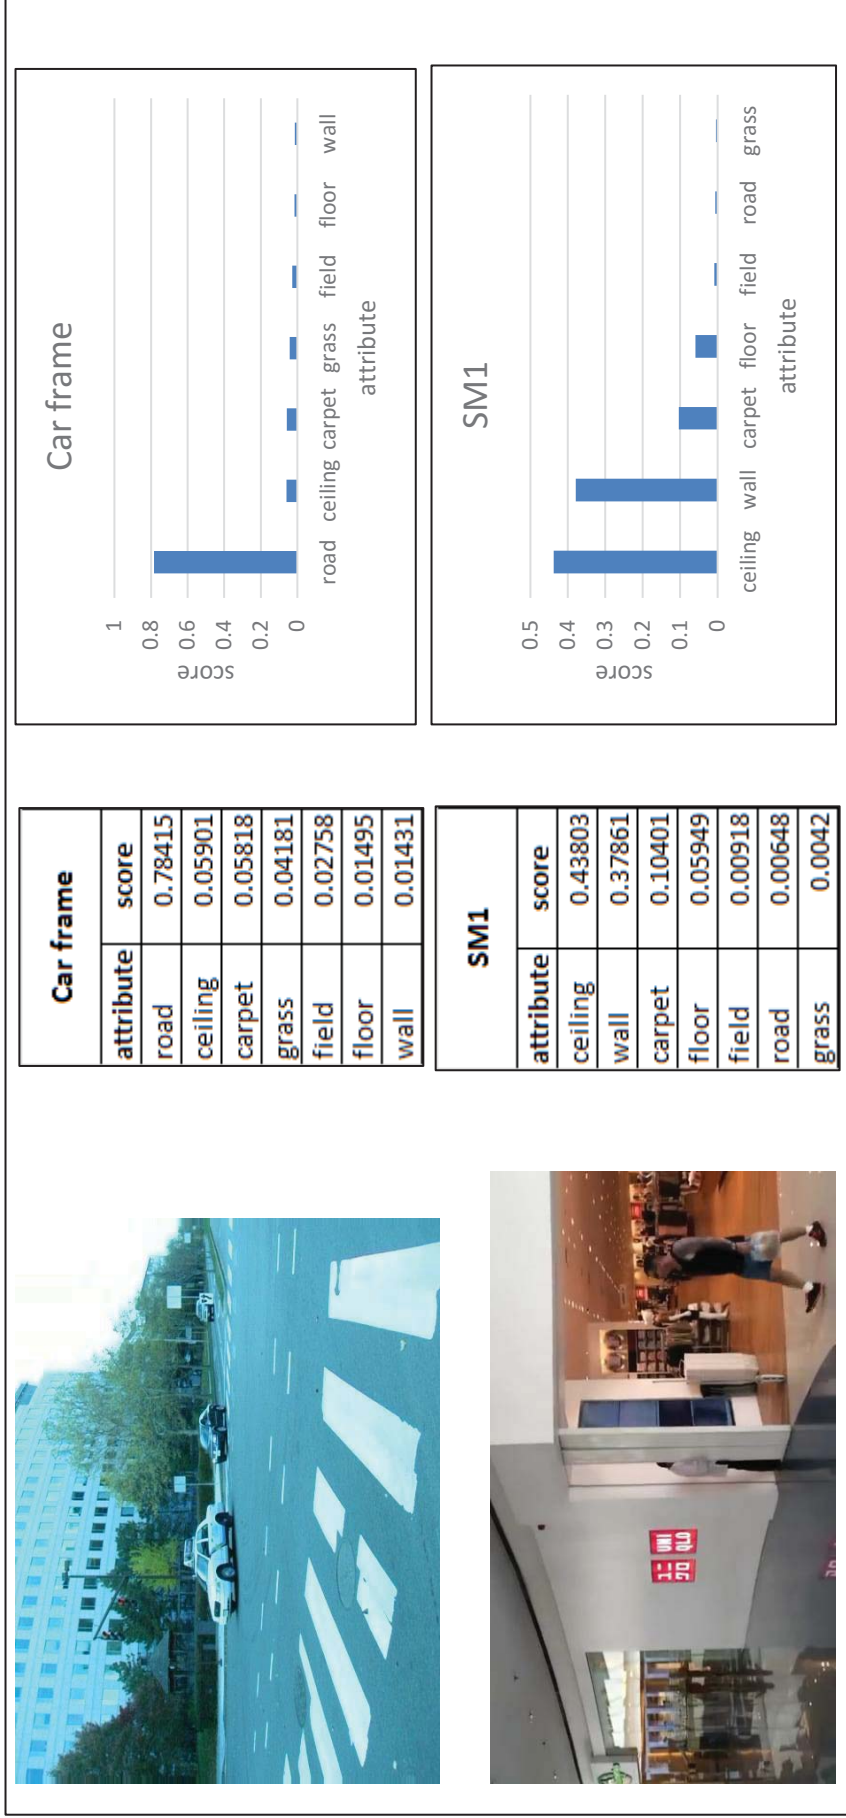 Car frame
attribute score
road 0.78415
ceiling 0.05901
carpet 0.05818
grass 0.04181
field 0.02758
floor 0.01495
wall 0.01431
Car frame
1
0.8
0.6
0.4
0.2
0
score
road ceiling carpet grass field floor wall
attribute
UNI
QLO
SM1
attribute score
ceiling 0.43803
wall 0.37861
carpet 0.10401
floor 0.05949
field 0.00918
road 0.00648
grass 0.0042
SM1
0.5
0.4
0.3
0.2
0.1
0
score
ceiling wall carpet floor field road grass
attribute